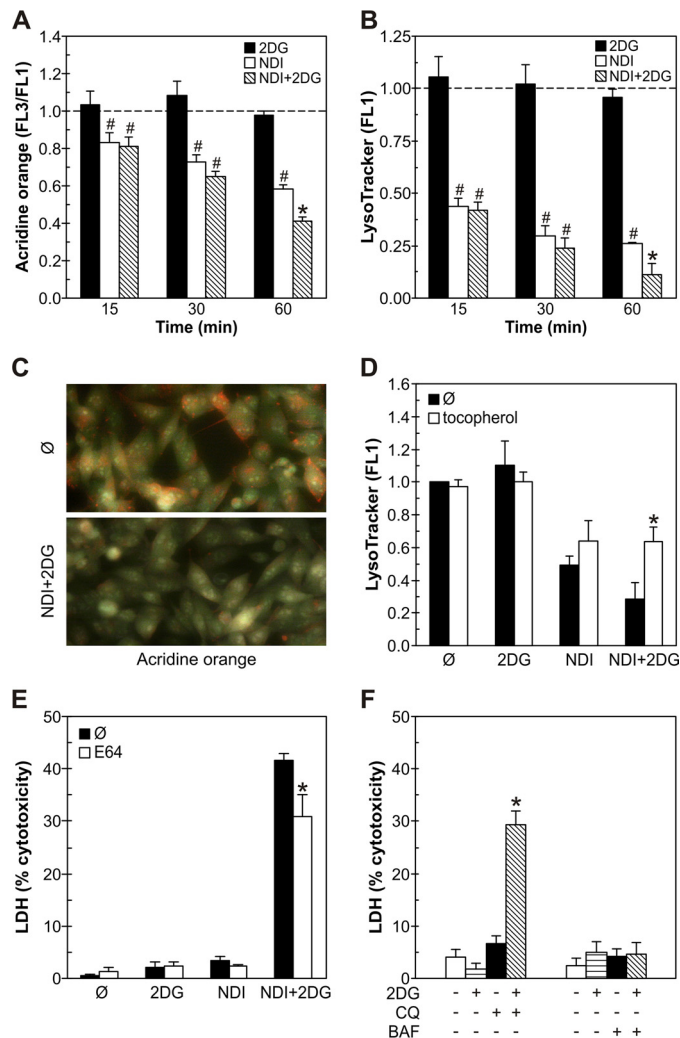 A
Acridine orange (FL3/FL1)
1.4
1.2
1.0
0.8
0.6
0.4
0.2
0.0
2DG
NDI
NDI+2DG
# #
# #
# *
15 30 60
Time (min)
B
LysoTracker (FL1)
1.25
1.00
0.75
0.50
0.25
0.00
2DG
NDI
NDI+2DG
# #
# #
# *
15 30 60
Time (min)
C
Ø
NDI+2DG
Acridine orange
D
LysoTracker (FL1)
1.6
1.4
1.2
1.0
0.8
0.6
0.4
0.2
0.0
Ø
tocopherol
*
Ø 2DG NDI NDI+2DG
E
LDH (% cytotoxicity)
50
40
30
20
10
0
Ø
E64
*
Ø 2DG NDI NDI+2DG
F
LDH (% cytotoxicity)
50
40
30
20
10
0
*
2DG - + - + - + - +
CQ - - + + - - - -
BAF - - - - - - + +